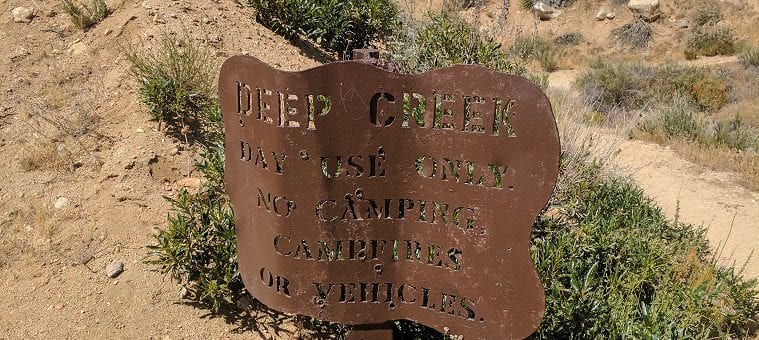 DEEP CREEK
DAY USE ONLY.
NO CAMPING,
CAMPFIRES
OR VEHICLES.